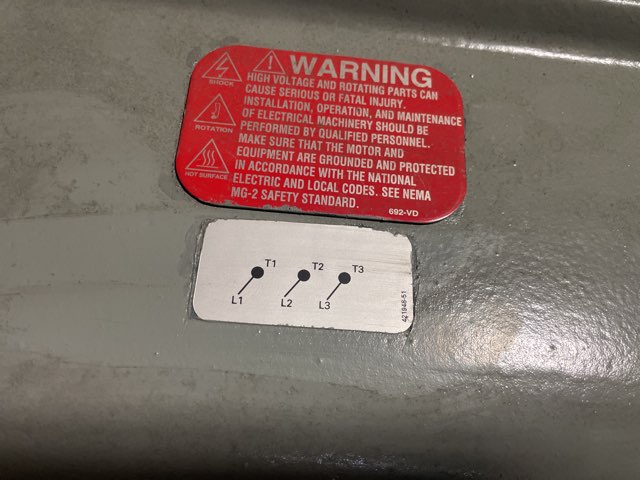 WARNING
SHOCK
HIGH VOLTAGE AND ROTATING PARTS CAN
CAUSE SERIOUS OR FATAL INJURY.
INSTALLATION, OPERATION, AND MAINTENANCE
OF ELECTRICAL MACHINERY SHOULD BE
ROTATION
PERFORMED BY QUALIFIED PERSONNEL.
MAKE SURE THAT THE MOTOR AND
EQUIPMENT ARE GROUNDED AND PROTECTED
HOT SURFACE
IN ACCORDANCE WITH THE NATIONAL
ELECTRIC AND LOCAL CODES. SEE NEMA
MG-2 SAFETY STANDARD.
692-VD
T1 T2 T3
L1 L2 L3
421948-51